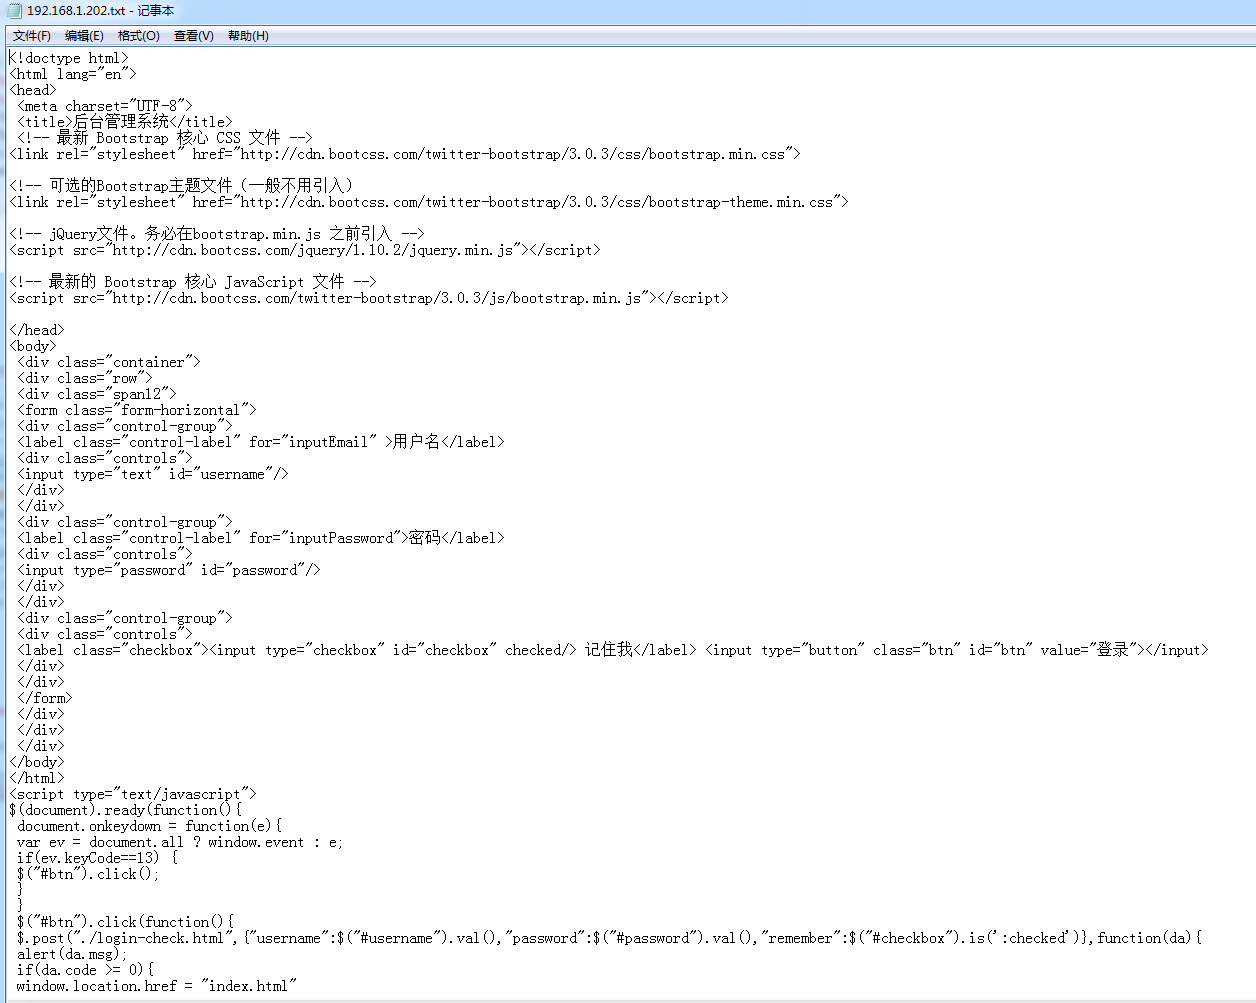 192.168.1.202.txt - 记事本
文件(F) 编辑(E) 格式(O) 查看(V) 帮助(H)
<!doctype html>
<html lang="en">
<head>
<meta charset="UTF-8">
<title>后台管理系统</title>
<!-- 最新 Bootstrap 核心 CSS 文件 -->
<link rel="stylesheet" href="http://cdn.bootcss.com/twitter-bootstrap/3.0.3/css/bootstrap.min.css">
<!-- 可选的Bootstrap主题文件（一般不用引入）
<link rel="stylesheet" href="http://cdn.bootcss.com/twitter-bootstrap/3.0.3/css/bootstrap-theme.min.css">
<!-- jQuery文件。务必在bootstrap.min.js 之前引入 -->
<script src="http://cdn.bootcss.com/jquery/1.10.2/jquery.min.js"></script>
<!-- 最新的 Bootstrap 核心 JavaScript 文件 -->
<script src="http://cdn.bootcss.com/twitter-bootstrap/3.0.3/js/bootstrap.min.js"></script>
</head>
<body>
<div class="container">
<div class="row">
<div class="span12">
<form class="form-horizontal">
<div class="control-group">
<label class="control-label" for="inputEmail" >用户名</label>
<div class="controls">
<input type="text" id="username"/>
</div>
</div>
<div class="control-group">
<label class="control-label" for="inputPassword">密码</label>
<div class="controls">
<input type="password" id="password"/>
</div>
</div>
<div class="control-group">
<div class="controls">
<label class="checkbox"><input type="checkbox" id="checkbox" checked/> 记住我</label> <input type="button" class="btn" id="btn" value="登录"></input>
</div>
</div>
</form>
</div>
</div>
</div>
</body>
</html>
<script type="text/javascript">
$(document).ready(function(){
document.onkeydown = function(e){
var ev = document.all ? window.event : e;
if(ev.keyCode==13) {
$("#btn").click();
}
}
$("#btn").click(function(){
$.post("./login-check.html",{"username":$("#username").val(),"password":$("#password").val(),"remember":$("#checkbox").is(':checked')},function(da){
alert(da.msg);
if(da.code >= 0){
window.location.href = "index.html"